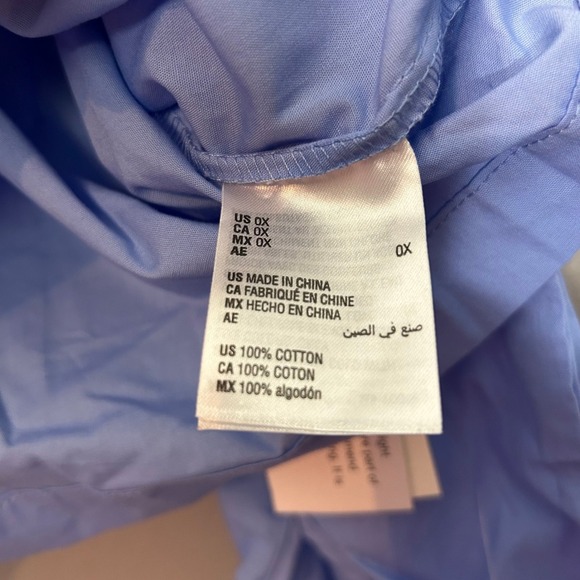 US 0X
CA 0X
MX 0X
AE 0X
US MADE IN CHINA
CA FABRIQUÉ EN CHINE
MX HECHO EN CHINA
AE صنع في الصين
US 100% COTTON
CA 100% COTON
MX 100% algodón